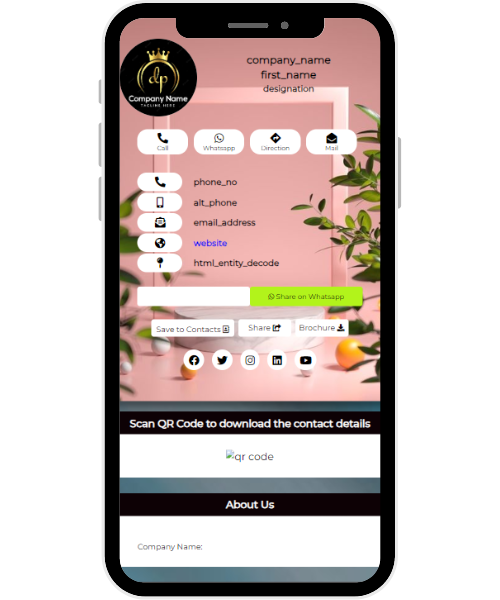 company_name
first_name
designation
dp
Company Name
TAGLINE HERE
Call
Whatsapp
Direction
Mail
phone_no
alt_phone
email_address
website
html_entity_decode
Share on Whatsapp
Save to Contacts
Share
Brochure
Scan QR Code to download the contact details
qr code
About Us
Company Name: